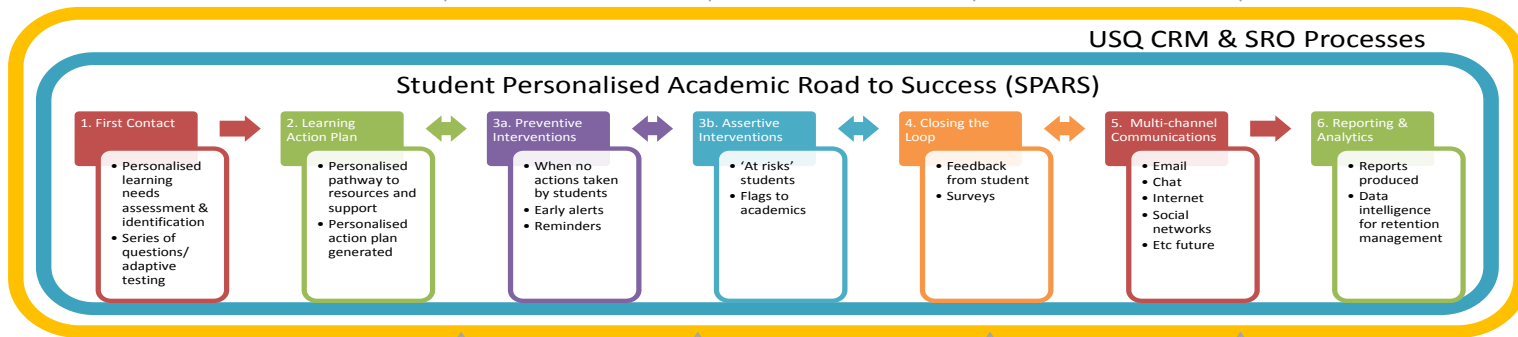 USQ CRM & SRO Processes
Student Personalised Academic Road to Success (SPARS)
1. First Contact
• Personalised
learning
needs
assessment &
identification
• Series of
questions/
adaptive
testing
2. Learning
Action Plan
• Personalised
pathway to
resources and
support
• Personalised
action plan
generated
3a. Preventive
Interventions
• When no
actions taken
by students
• Early alerts
• Reminders
3b. Assertive
Interventions
• ‘At risks’
students
• Flags to
academics
4. Closing the
Loop
• Feedback
from student
• Surveys
5. Multi-channel
Communications
• Email
• Chat
• Internet
• Social
networks
• Etc future
6. Reporting &
Analytics
• Reports
produced
• Data
intelligence
for retention
management